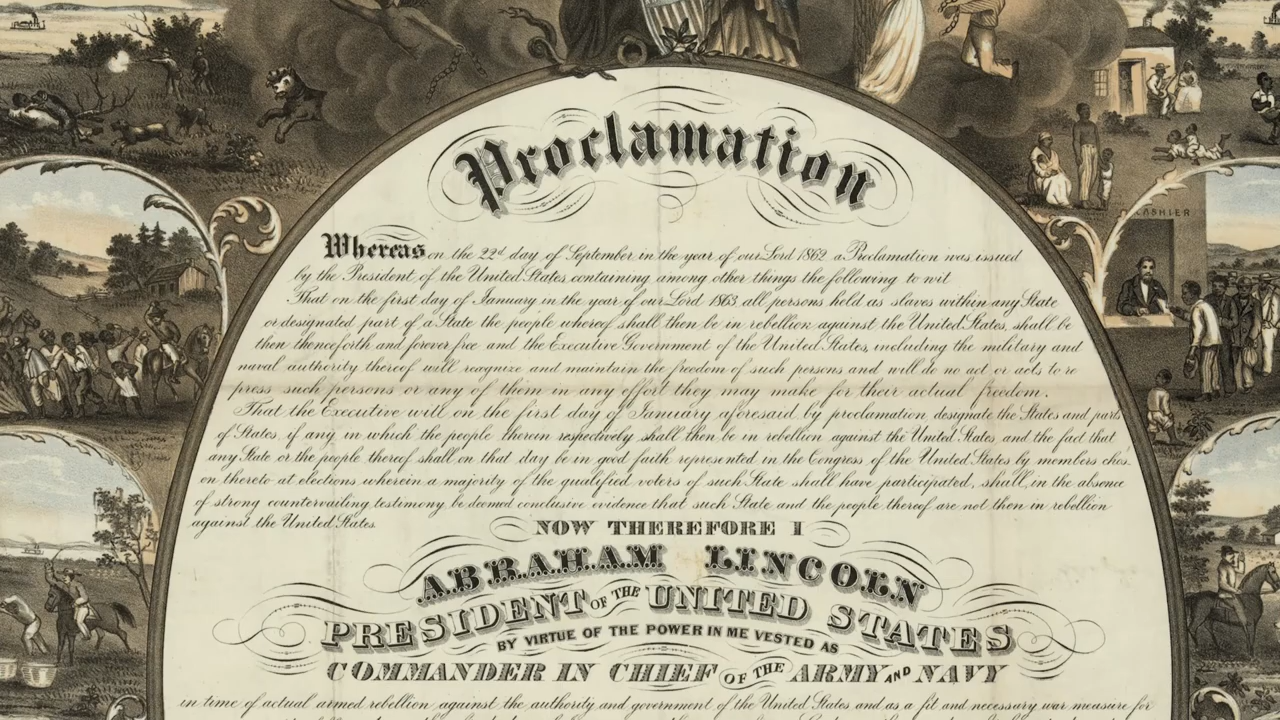 Proclamation
Whereas on the 22d day of September in the year of our Lord 1862 a Proclamation was issued
by the President of the United States containing among other things the following to wit
That on the first day of January in the year of our Lord 1863 all persons held as slaves within any State
or designated part of a State the people whereof shall then be in rebellion against the United States, shall be
then thenceforth and forever free and the Executive Government of the United States, including the military and
naval authority thereof will recognize and maintain the freedom of such persons and will do no act or acts to re-
press such persons or any of them in any effort they may make for their actual freedom.
That the Executive will on the first day of January aforesaid by proclamation designate the States and parts
of States, if any, in which the people therein respectively shall then be in rebellion against the United States and the fact that
any State or the people thereof shall on that day be in good faith represented in the Congress of the United States by members chos-
en thereto at elections wherein a majority of the qualified voters of such State shall have participated, shall, in the absence
of strong countervailing testimony be deemed conclusive evidence that such State and the people thereof are not then in rebellion
against the United States.
NOW THEREFORE I
ABRAHAM LINCOLN
PRESIDENT OF THE UNITED STATES
BY VIRTUE OF THE POWER IN ME VESTED AS
COMMANDER IN CHIEF OF THE ARMY AND NAVY
in time of actual armed rebellion against the authority and government of the United States and as a fit and necessary war measure for
CASHIER